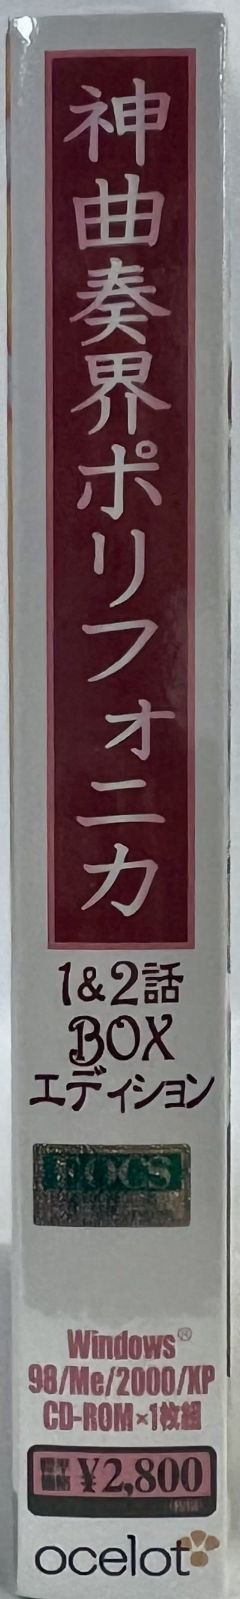 神曲奏界ポリフォニカ
1&2話
BOX
エディション
FOCS
Windows®
98/Me/2000/XP
CD-ROM×1枚組
¥2,800
ocelot